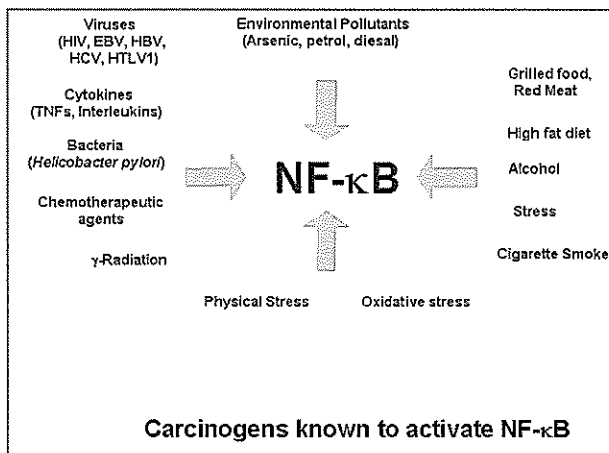 Viruses
(HIV, EBV, HBV,
HCV, HTLV1)
Environmental Pollutants
(Arsenic, petrol, diesal)
Cytokines
(TNFs, Interleukins)
Bacteria
(Helicobacter pylori)
Chemotherapeutic
agents
γ-Radiation
NF-κB
Grilled food,
Red Meat
High fat diet
Alcohol
Stress
Cigarette Smoke
Physical Stress
Oxidative stress
Carcinogens known to activate NF-κB